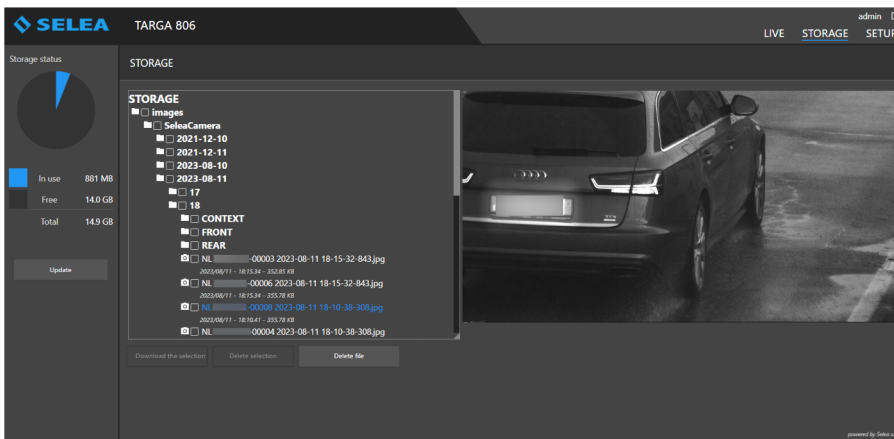 SELEA
TARGA 806
admin
LIVE STORAGE SETUP
Storage status
In use 881 MB
Free 14.0 GB
Total 14.9 GB
Update
STORAGE
STORAGE
images
SeleaCamera
2021-12-10
2021-12-11
2023-08-10
2023-08-11
17
18
CONTEXT
FRONT
REAR
NL -00003 2023-08-11 18-15-32-843.jpg
2023/08/11 - 18:15.34 - 352.85 KB
NL -00006 2023-08-11 18-15-32-843.jpg
2023/08/11 - 18:15.34 - 355.78 KB
NL -00008 2023-08-11 18-10-38-308.jpg
2023/08/11 - 18:10.41 - 355.78 KB
NL -00004 2023-08-11 18-10-38-308.jpg
Download the selection Delete selection Delete file
powered by Selea